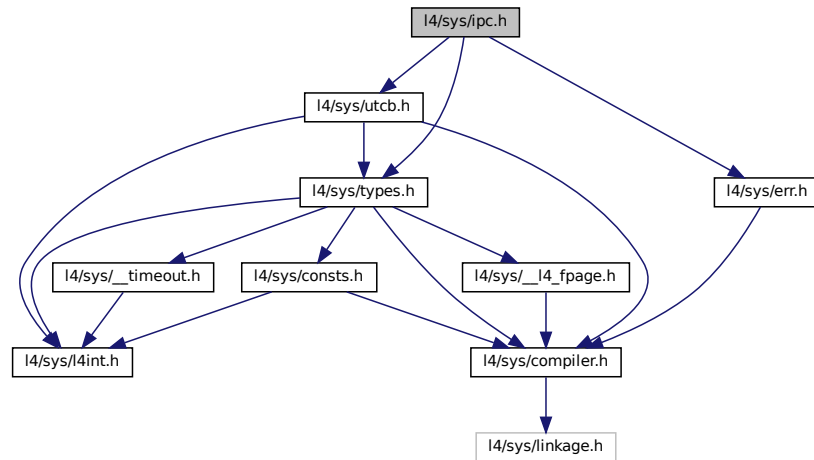 l4/sys/ipc.h
l4/sys/utcb.h
l4/sys/types.h
l4/sys/err.h
l4/sys/__timeout.h
l4/sys/consts.h
l4/sys/__l4_fpage.h
l4/sys/l4int.h
l4/sys/compiler.h
l4/sys/linkage.h